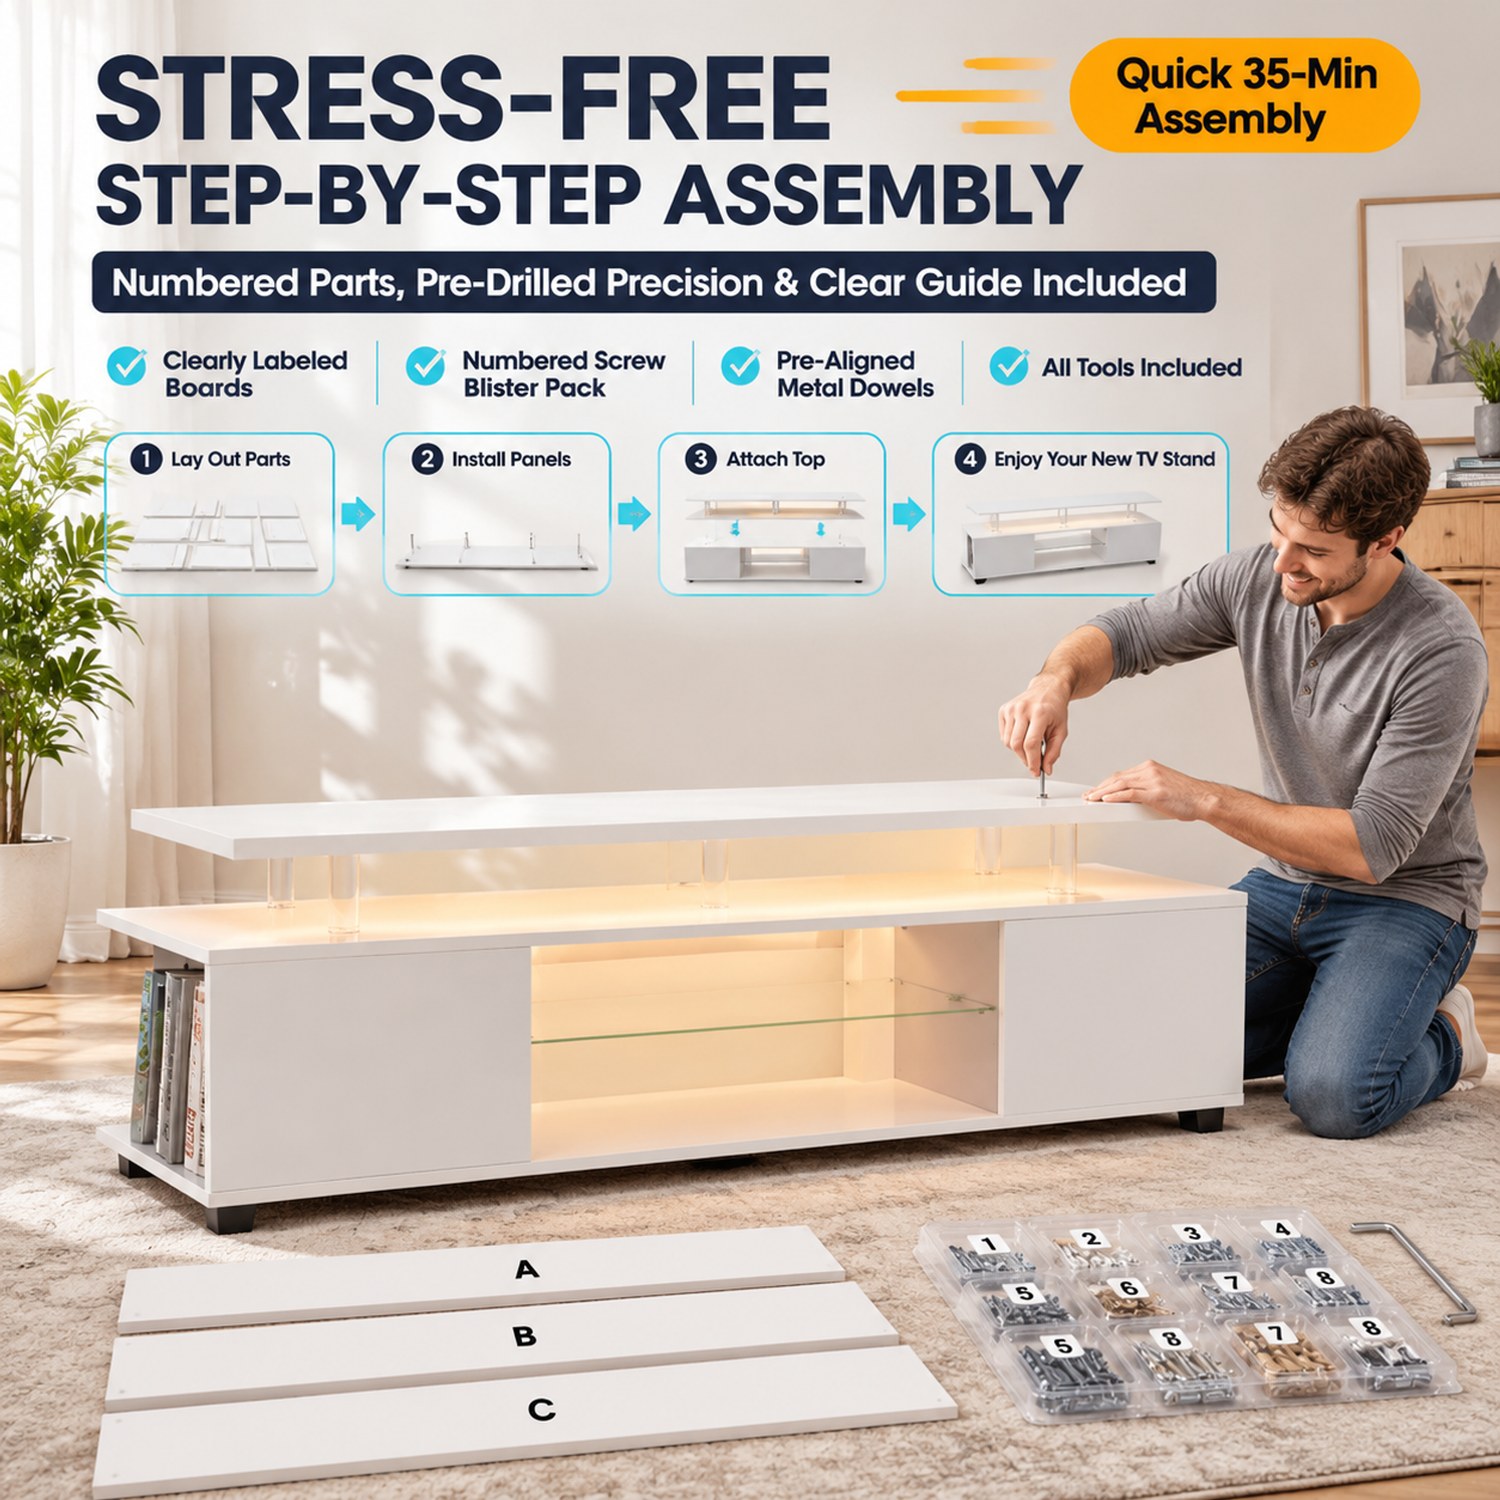 STRESS-FREE
STEP-BY-STEP ASSEMBLY
Quick 35-Min
Assembly
Numbered Parts, Pre-Drilled Precision & Clear Guide Included
Clearly Labeled
Boards
Numbered Screw
Blister Pack
Pre-Aligned
Metal Dowels
All Tools Included
1 Lay Out Parts
2 Install Panels
3 Attach Top
4 Enjoy Your New TV Stand
A
B
C
1 2 3 4
5 6 7 8
5 8 7 8